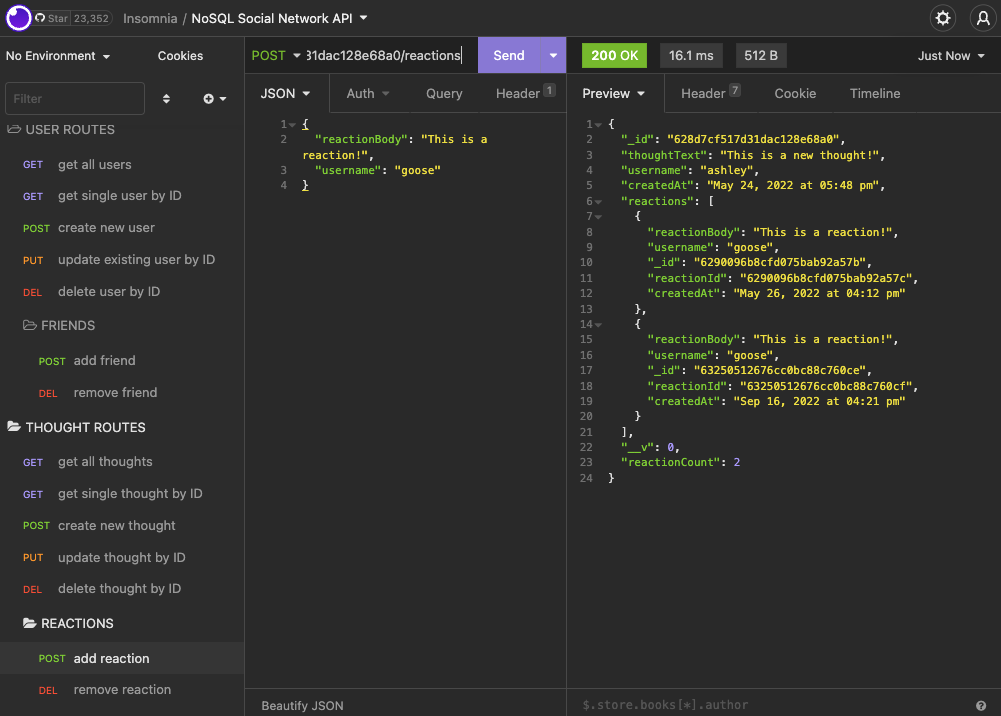 Star 23,352 Insomnia / NoSQL Social Network API
No Environment Cookies
Filter
USER ROUTES
GET get all users
GET get single user by ID
POST create new user
PUT update existing user by ID
DEL delete user by ID
FRIENDS
POST add friend
DEL remove friend
THOUGHT ROUTES
GET get all thoughts
GET get single thought by ID
POST create new thought
PUT update thought by ID
DEL delete thought by ID
REACTIONS
POST add reaction
DEL remove reaction
POST 31dac128e68a0/reactions Send
JSON Auth Query Header 1
1 {
2 "reactionBody": "This is a
reaction!",
3 "username": "goose"
4 }
Beautify JSON
200 OK 16.1 ms 512 B Just Now
Preview Header 7 Cookie Timeline
1 {
2 "_id": "628d7cf517d31dac128e68a0",
3 "thoughtText": "This is a new thought!",
4 "username": "ashley",
5 "createdAt": "May 24, 2022 at 05:48 pm",
6 "reactions": [
7 {
8 "reactionBody": "This is a reaction!",
9 "username": "goose",
10 "_id": "6290096b8cfd075bab92a57b",
11 "reactionId": "6290096b8cfd075bab92a57c",
12 "createdAt": "May 26, 2022 at 04:12 pm"
13 },
14 {
15 "reactionBody": "This is a reaction!",
16 "username": "goose",
17 "_id": "63250512676cc0bc88c760ce",
18 "reactionId": "63250512676cc0bc88c760cf",
19 "createdAt": "Sep 16, 2022 at 04:21 pm"
20 }
21 ],
22 "__v": 0,
23 "reactionCount": 2
24 }
$.store.books[*].author